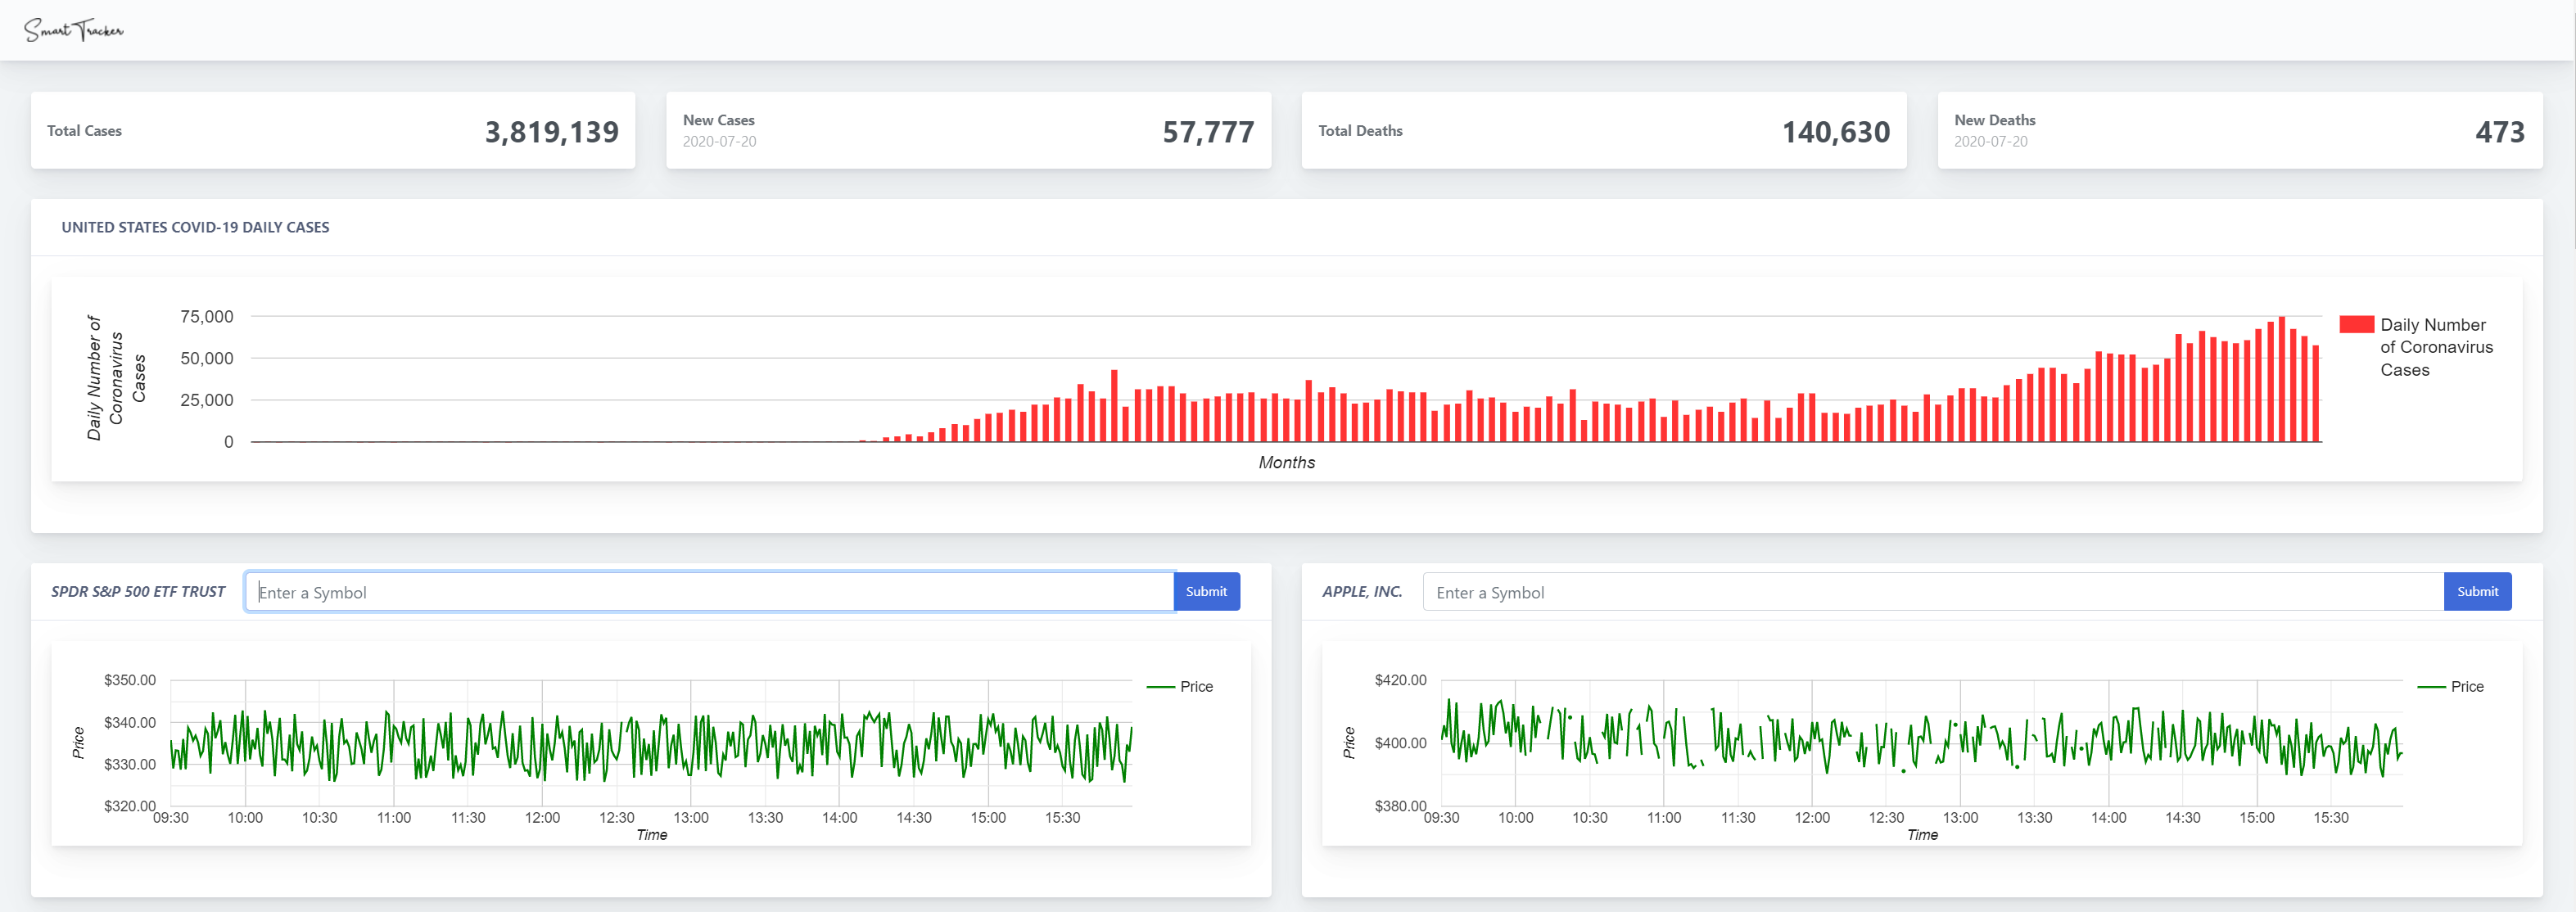 Smart Tracker
Total Cases
3,819,139
New Cases
2020-07-20
57,777
Total Deaths
140,630
New Deaths
2020-07-20
473
UNITED STATES COVID-19 DAILY CASES
Daily Number of
Coronavirus
Cases
75,000
50,000
25,000
0
Months
Daily Number
of Coronavirus
Cases
SPDR S&P 500 ETF TRUST
Enter a Symbol
Submit
Price
$350.00
$340.00
$330.00
$320.00
09:30 10:00 10:30 11:00 11:30 12:00 12:30 13:00 13:30 14:00 14:30 15:00 15:30
Time
Price
APPLE, INC.
Enter a Symbol
Submit
Price
$420.00
$400.00
$380.00
09:30 10:00 10:30 11:00 11:30 12:00 12:30 13:00 13:30 14:00 14:30 15:00 15:30
Time
Price